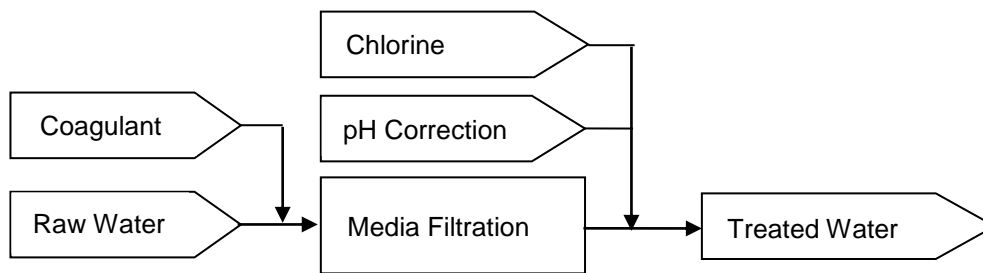 Chlorine
Coagulant
pH Correction
Raw Water
Media Filtration
Treated Water